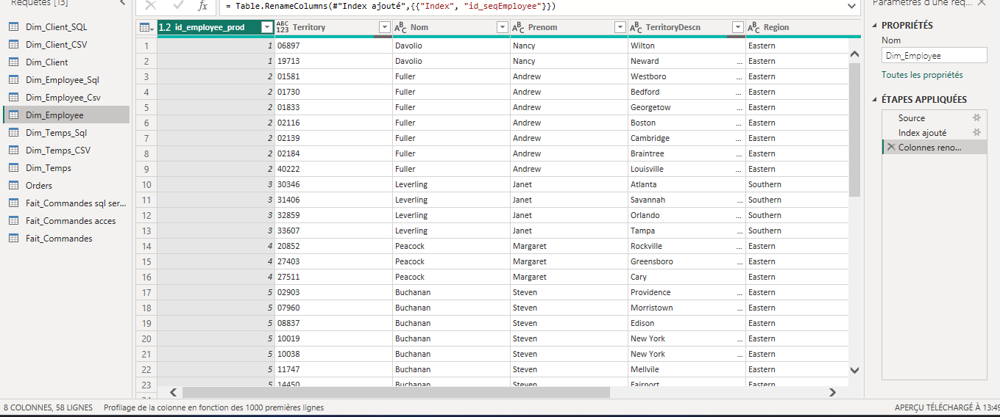 Requêtes [13]
= Table.RenameColumns(#"Index ajouté",{{"Index", "id_seqEmployee"}})
Paramètres d'une req...
Dim_Client_SQL
Dim_Client_CSV
Dim_Client
Dim_Employee_Sql
Dim_Employee_Csv
Dim_Employee
Dim_Temps_Sql
Dim_Temps_CSV
Dim_Temps
Orders
Fait_Commandes sql ser...
Fait_Commandes acces
Fait_Commandes
1.2 id_employee_prod ABC 123 Territory ABC Nom ABC Prenom ABC TerritoryDescn ABC Region
1 1 06897 Davolio Nancy Wilton Eastern
2 1 19713 Davolio Nancy Neward ... Eastern
3 2 01581 Fuller Andrew Westboro ... Eastern
4 2 01730 Fuller Andrew Bedford ... Eastern
5 2 01833 Fuller Andrew Georgetow ... Eastern
6 2 02116 Fuller Andrew Boston ... Eastern
7 2 02139 Fuller Andrew Cambridge ... Eastern
8 2 02184 Fuller Andrew Braintree ... Eastern
9 2 40222 Fuller Andrew Louisville ... Eastern
10 3 30346 Leverling Janet Atlanta Southern
11 3 31406 Leverling Janet Savannah ... Southern
12 3 32859 Leverling Janet Orlando ... Southern
13 3 33607 Leverling Janet Tampa ... Southern
14 4 20852 Peacock Margaret Rockville ... Eastern
15 4 27403 Peacock Margaret Greensboro ... Eastern
16 4 27511 Peacock Margaret Cary Eastern
17 5 02903 Buchanan Steven Providence ... Eastern
18 5 07960 Buchanan Steven Morristown ... Eastern
19 5 08837 Buchanan Steven Edison Eastern
20 5 10019 Buchanan Steven New York ... Eastern
21 5 10038 Buchanan Steven New York ... Eastern
22 5 11747 Buchanan Steven Mellvile Eastern
23 5 14450 Buchanan Steven Fairport Eastern
PROPRIÉTÉS
Nom
Dim_Employee
Toutes les propriétés
ÉTAPES APPLIQUÉES
Source
Index ajouté
Colonnes reno...
8 COLONNES, 58 LIGNES Profilage de la colonne en fonction des 1000 premières lignes
APERÇU TÉLÉCHARGÉ À 13:49